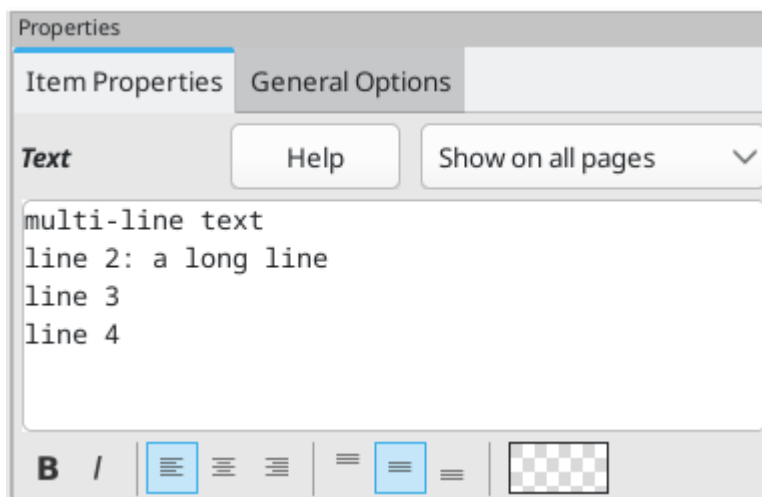 Properties
Item Properties General Options
Text Help Show on all pages
multi-line text
line 2: a long line
line 3
line 4
B I